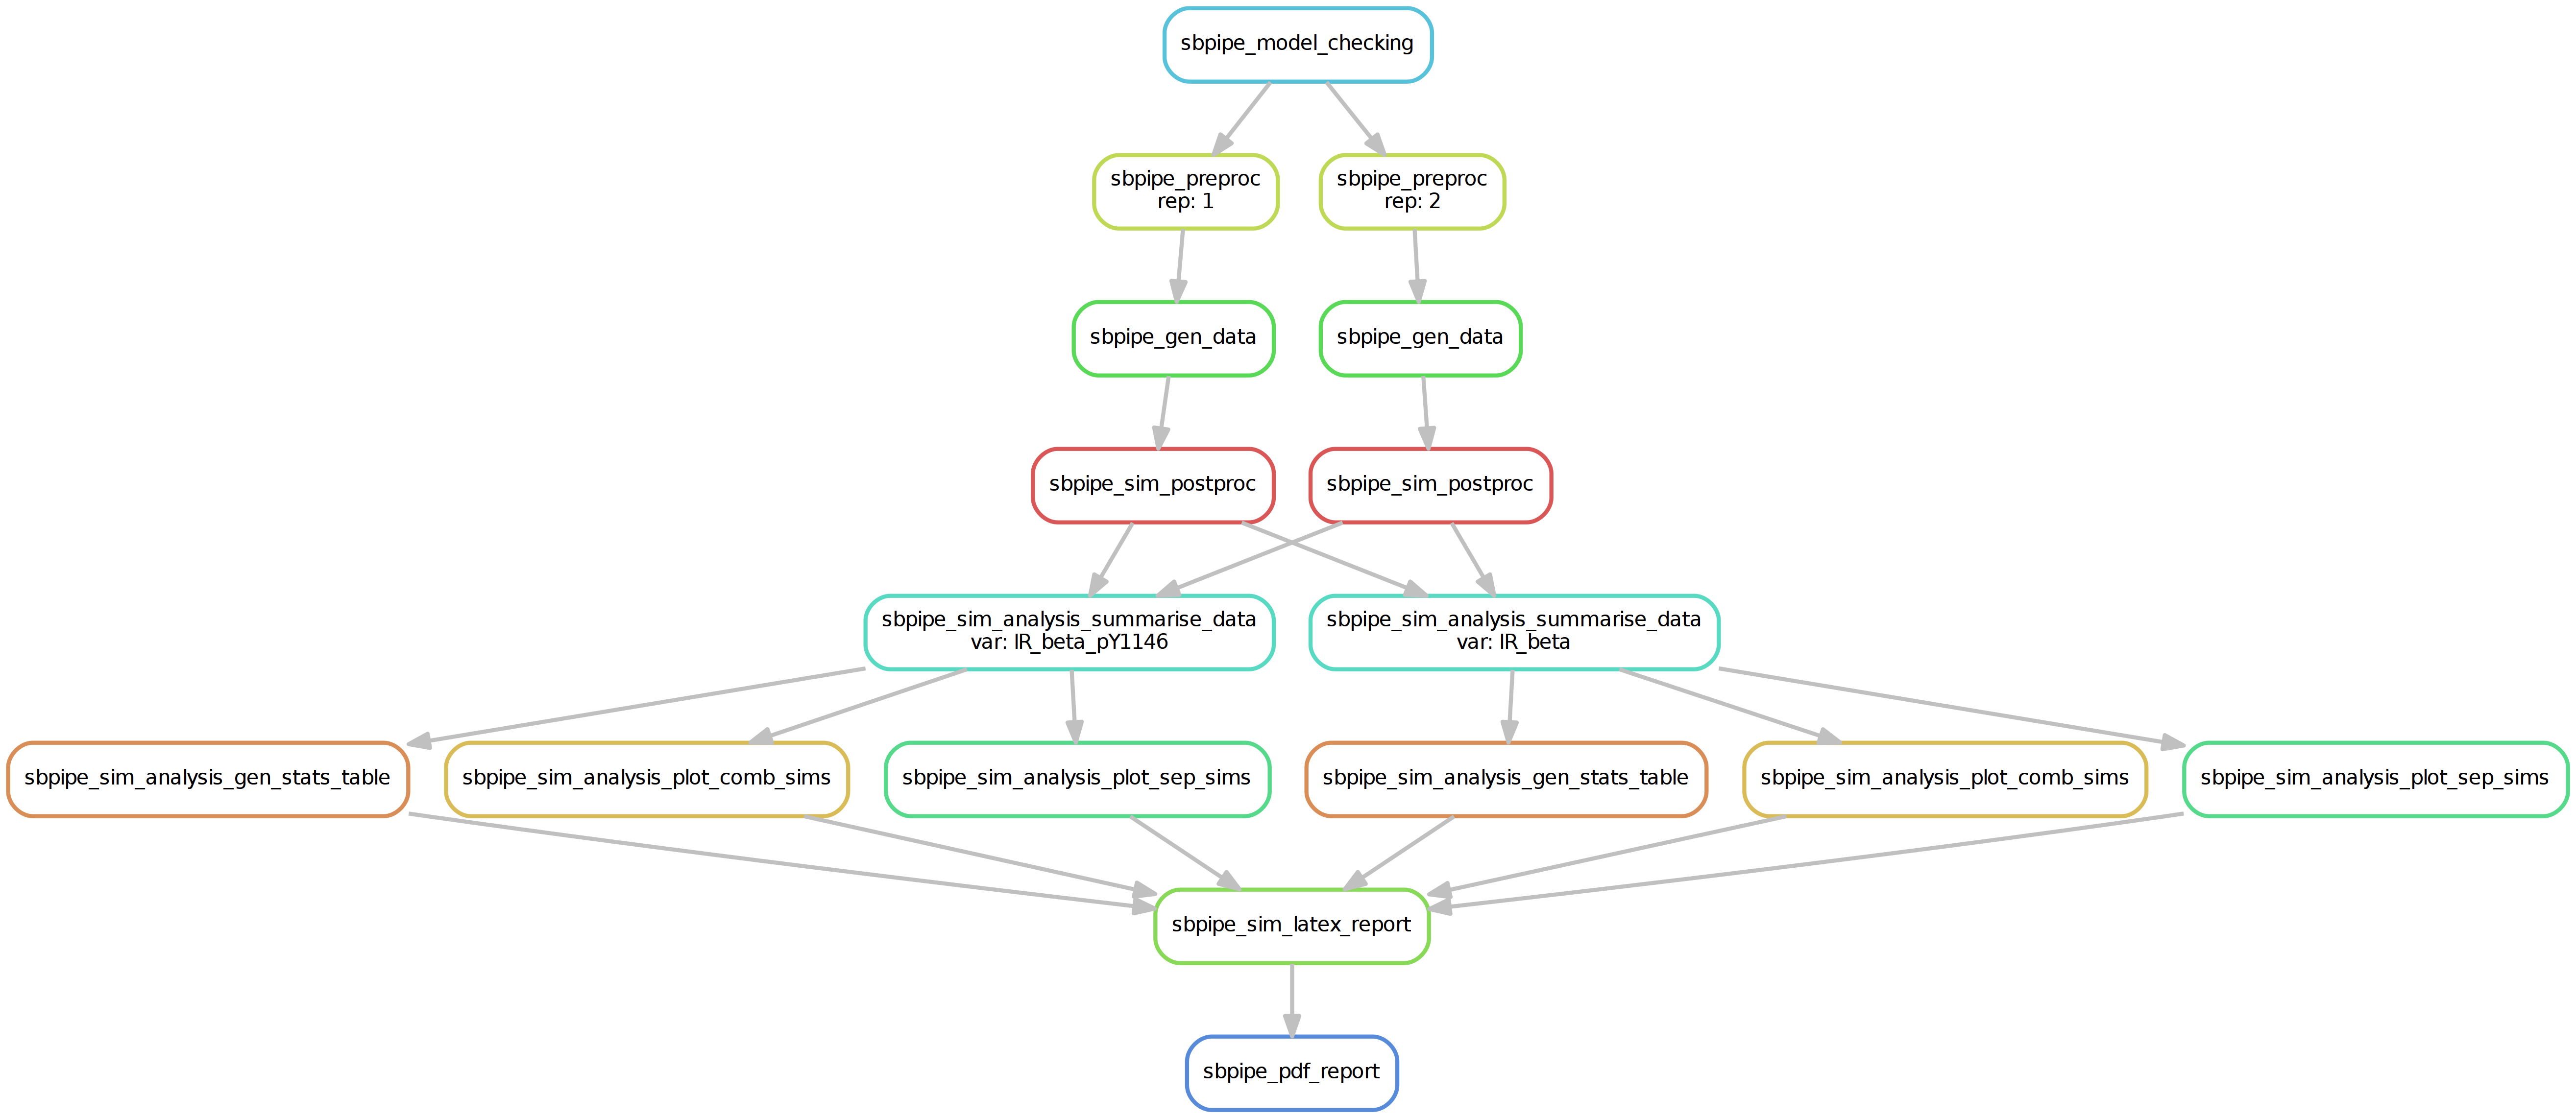 sbpipe_model_checking
sbpipe_preproc
rep: 1
sbpipe_preproc
rep: 2
sbpipe_gen_data
sbpipe_gen_data
sbpipe_sim_postproc
sbpipe_sim_postproc
sbpipe_sim_analysis_summarise_data
var: IR_beta_pY1146
sbpipe_sim_analysis_summarise_data
var: IR_beta
sbpipe_sim_analysis_gen_stats_table
sbpipe_sim_analysis_plot_comb_sims
sbpipe_sim_analysis_plot_sep_sims
sbpipe_sim_analysis_gen_stats_table
sbpipe_sim_analysis_plot_comb_sims
sbpipe_sim_analysis_plot_sep_sims
sbpipe_sim_latex_report
sbpipe_pdf_report